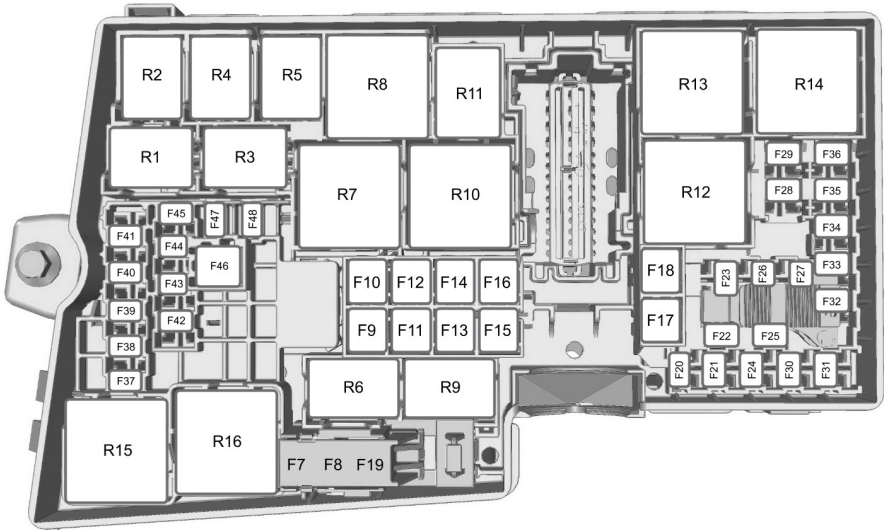 R2 R4 R5 R8 R11 R13 R14
R1 R3 R7 R10 R12
F29 F36
F28 F35
F45 F47 F48
F41 F44 F34
F40 F43 F46
F10 F12 F14 F16 F18 F23 F26 F27 F33
F39 F42 F9 F11 F13 F15 F17 F32
F38 F22 F25
F37 R6 R9 F20 F21 F24 F30 F31
R15 R16 F7 F8 F19